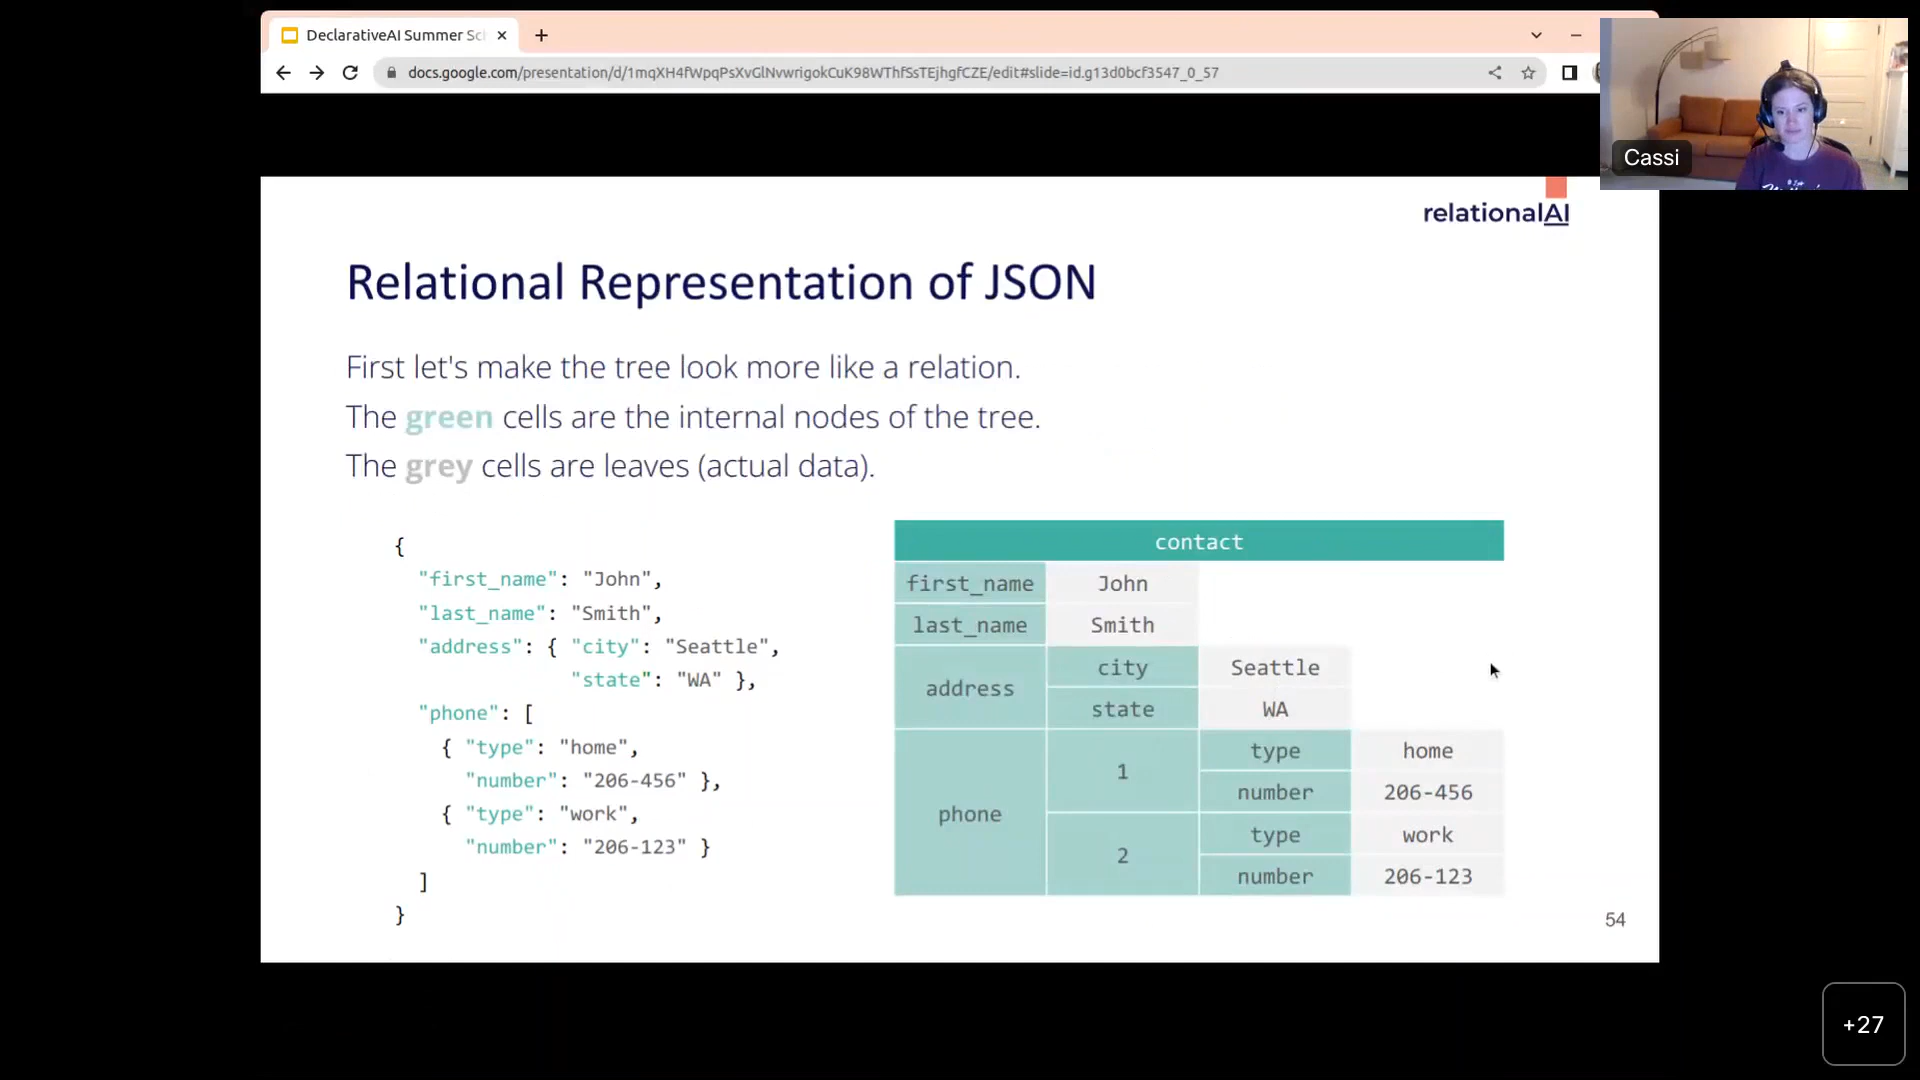 DeclarativeAI Summer Sc
docs.google.com/presentation/d/1mqXH4fWpqPsXvGlNvwrigokCuK98WThfSsTEjhgfCZE/edit#slide=id.g13d0bcf3547_0_57
Cassi
relationalAI
Relational Representation of JSON
First let's make the tree look more like a relation.
The green cells are the internal nodes of the tree.
The grey cells are leaves (actual data).
{
"first_name": "John",
"last_name": "Smith",
"address": { "city": "Seattle",
"state": "WA" },
"phone": [
{ "type": "home",
"number": "206-456" },
{ "type": "work",
"number": "206-123" }
]
}
contact
first_name John
last_name Smith
address city Seattle
state WA
phone 1 type home
number 206-456
2 type work
number 206-123
54
+27